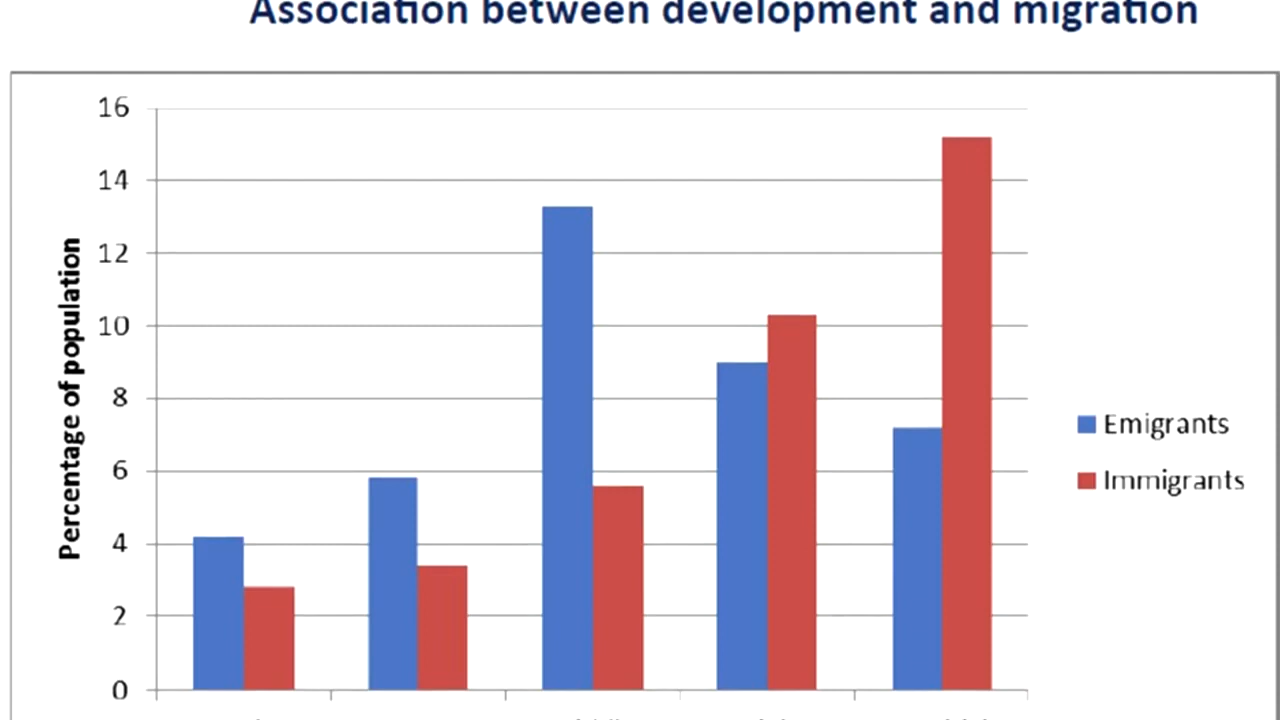 Association between development and migration
16
14
12
10
8
6
4
2
0
Percentage of population
Emigrants
Immigrants